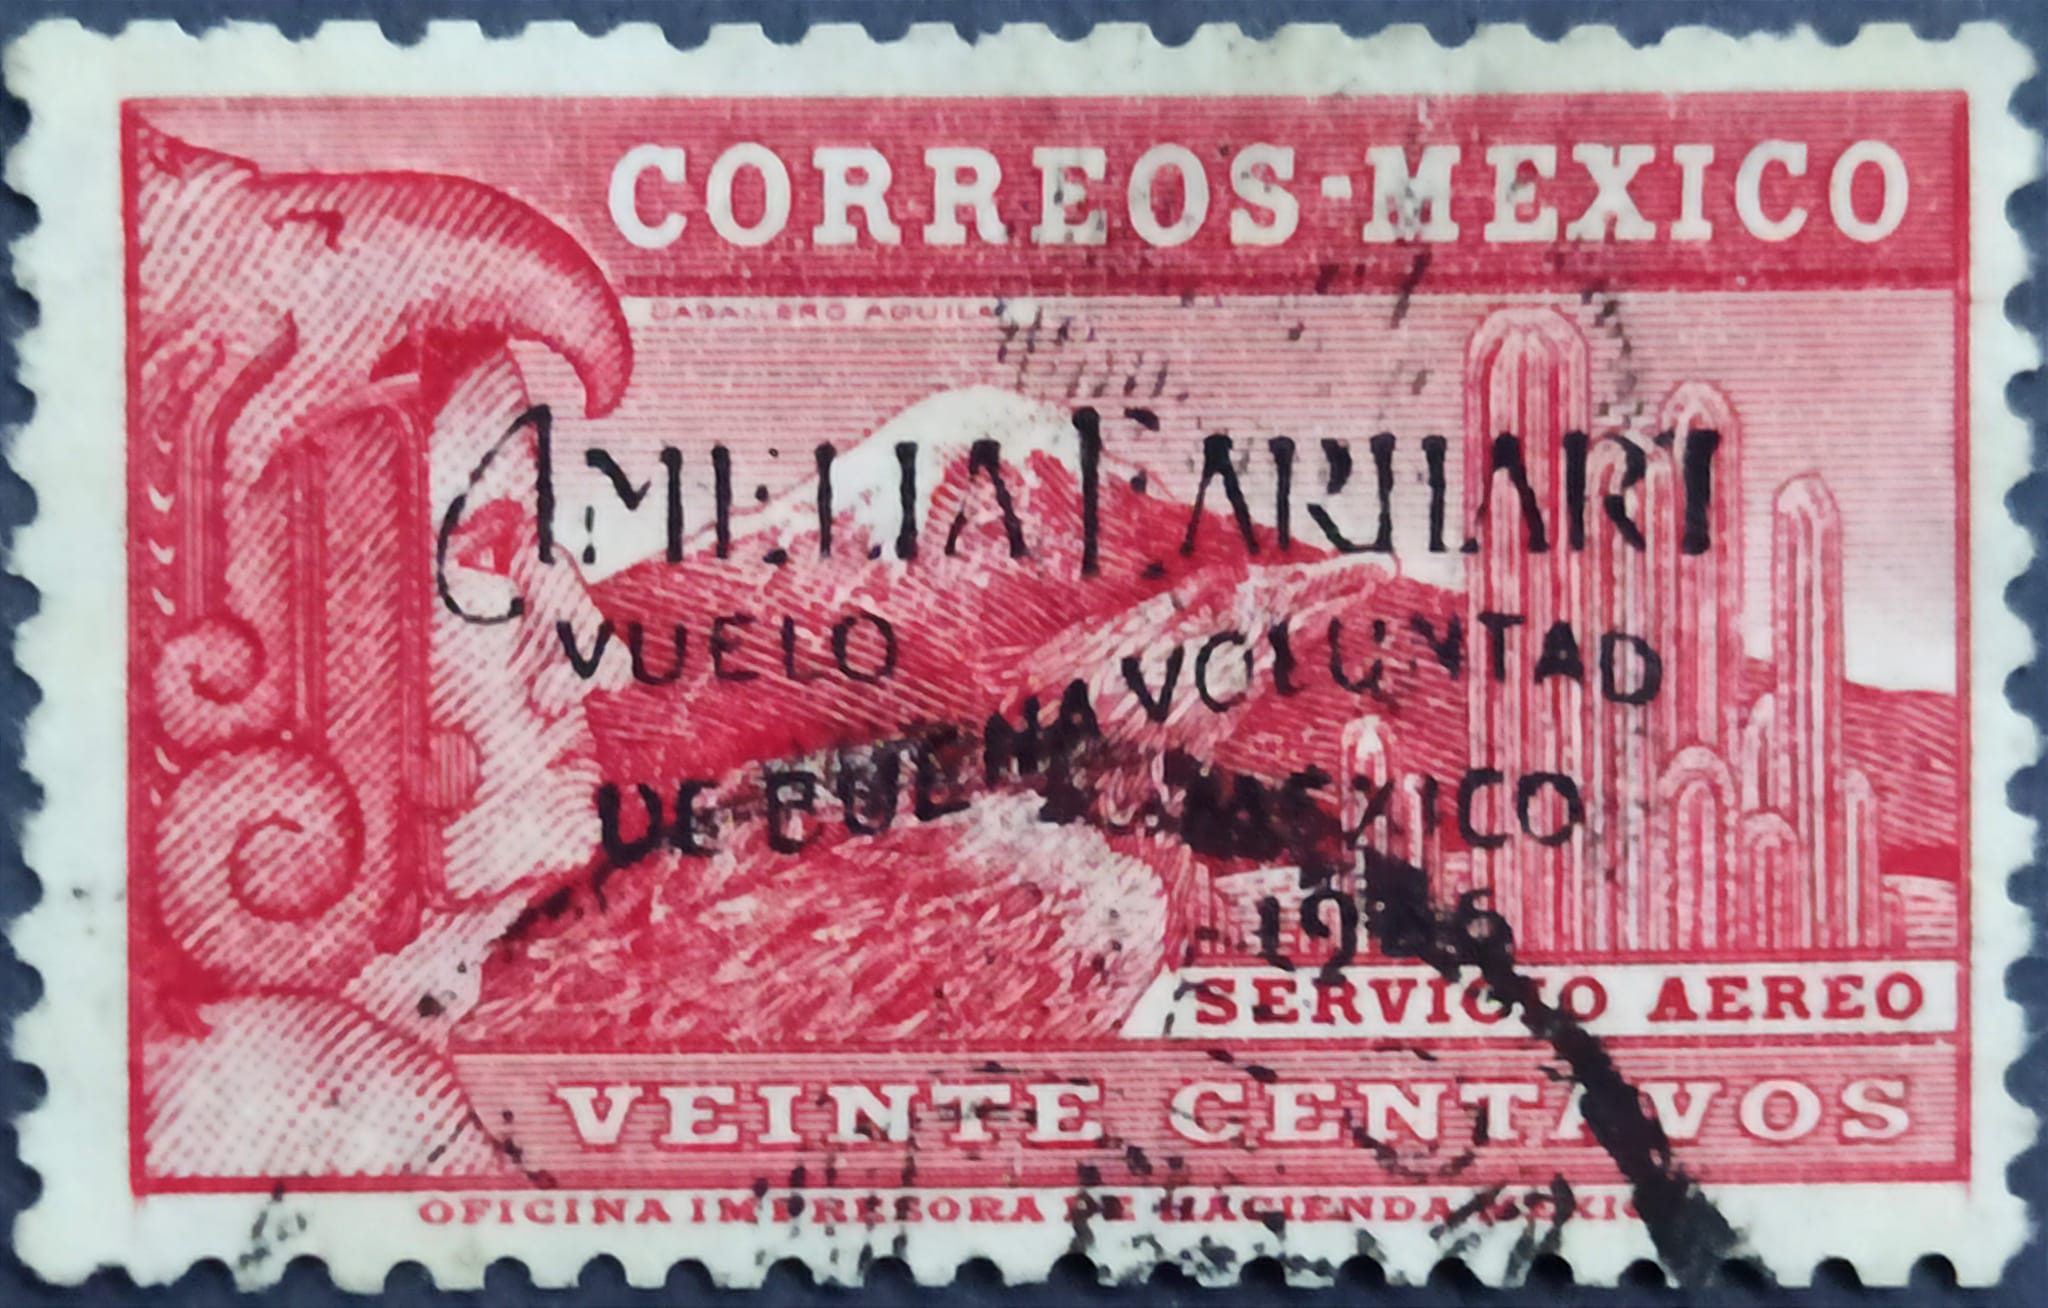 CORREOS-MEXICO
CABALLERO AGUILA
AMELIA EARHART
VUELO
DE BUENA VOLUNTAD
MEXICO
SERVICIO AEREO
VEINTE CENTAVOS
OFICINA IMPRESORA DE HACIENDA MEXICO